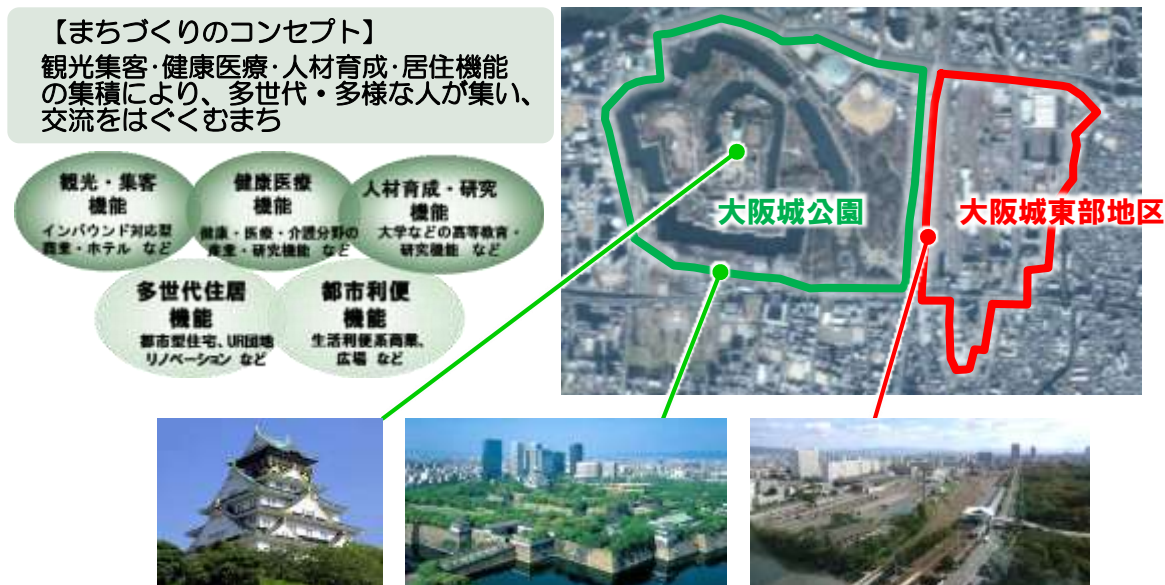 【まちづくりのコンセプト】
観光集客・健康医療・人材育成・居住機能
の集積により、多世代・多様な人が集い、
交流をはぐくむまち
観光・集客
機能
インバウンド対応型
商業・ホテル など
健康医療
機能
健康・医療・介護分野の
産業・研究機能 など
人材育成・研究
機能
大学などの高等教育・
研究機能 など
多世代住居
機能
都市型住宅、UR団地
リノベーション など
都市利便
機能
生活利便系商業、
広場 など
大阪城公園
大阪城東部地区